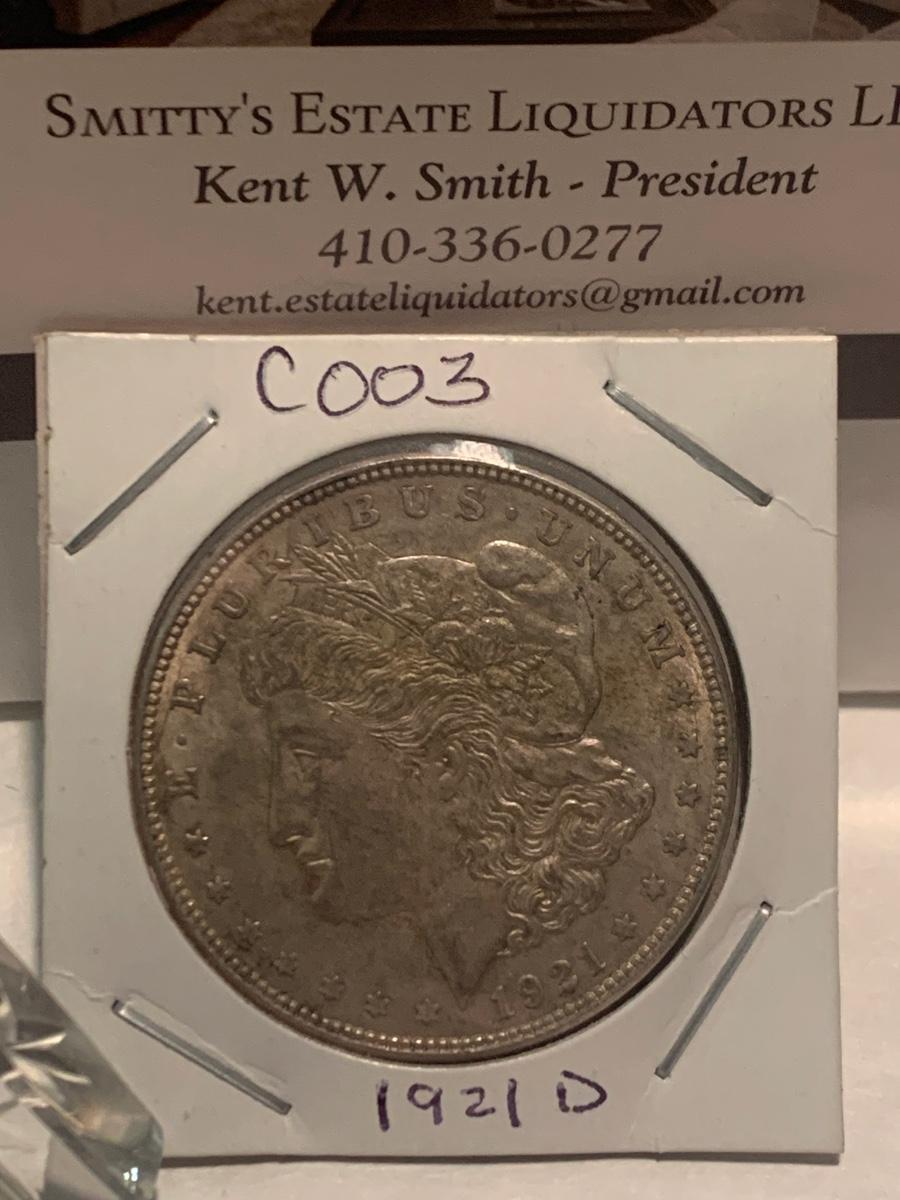 SMITTY'S ESTATE LIQUIDATORS LL
Kent W. Smith - President
410-336-0277
kent.estateliquidators@gmail.com
C003
E · PLURIBUS · UNUM
1921
1921 D